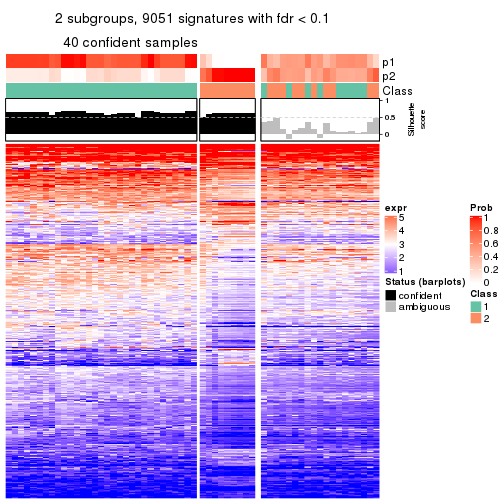 2 subgroups, 9051 signatures with fdr < 0.1
40 confident samples
p1
p2
Class
1
0.5
0
Silhouette
score
expr
5
4
3
2
1
Status (barplots)
confident
ambiguous
Prob
1
0.8
0.6
0.4
0.2
0
Class
1
2